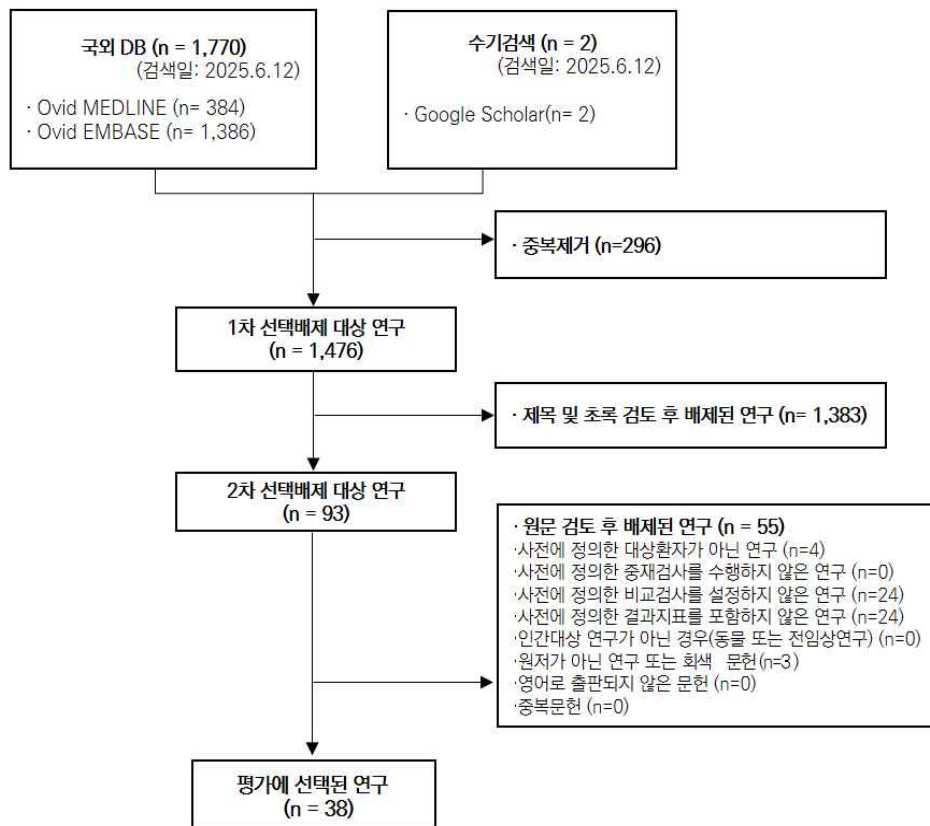 국외 DB (n = 1,770)
(검색일: 2025.6.12)
· Ovid MEDLINE (n= 384)
· Ovid EMBASE (n= 1,386)
수기검색 (n = 2)
(검색일: 2025.6.12)
· Google Scholar(n= 2)
· 중복제거 (n=296)
1차 선택배제 대상 연구
(n = 1,476)
· 제목 및 초록 검토 후 배제된 연구 (n= 1,383)
2차 선택배제 대상 연구
(n = 93)
· 원문 검토 후 배제된 연구 (n = 55)
·사전에 정의한 대상환자가 아닌 연구 (n=4)
·사전에 정의한 중재검사를 수행하지 않은 연구 (n=0)
·사전에 정의한 비교검사를 설정하지 않은 연구 (n=24)
·사전에 정의한 결과지표를 포함하지 않은 연구 (n=24)
·인간대상 연구가 아닌 경우(동물 또는 전임상연구) (n=0)
·원저가 아닌 연구 또는 회색 문헌(n=3)
·영어로 출판되지 않은 문헌 (n=0)
·중복문헌 (n=0)
평가에 선택된 연구
(n = 38)